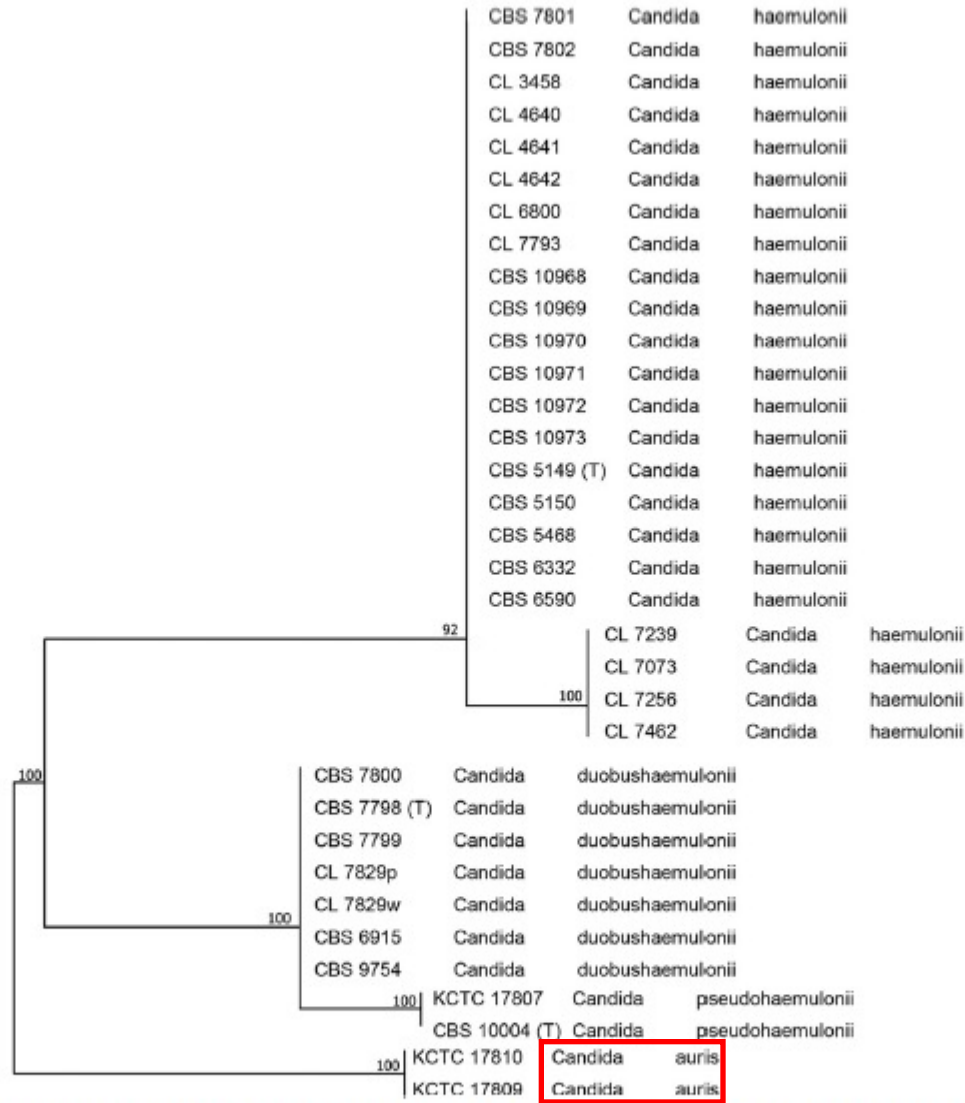 CBS 7801 Candida haemulonii
CBS 7802 Candida haemulonii
CL 3458 Candida haemulonii
CL 4640 Candida haemulonii
CL 4641 Candida haemulonii
CL 4642 Candida haemulonii
CL 6800 Candida haemulonii
CL 7793 Candida haemulonii
CBS 10968 Candida haemulonii
CBS 10969 Candida haemulonii
CBS 10970 Candida haemulonii
CBS 10971 Candida haemulonii
CBS 10972 Candida haemulonii
CBS 10973 Candida haemulonii
CBS 5149 (T) Candida haemulonii
CBS 5150 Candida haemulonii
CBS 5468 Candida haemulonii
CBS 6332 Candida haemulonii
CBS 6590 Candida haemulonii
92
CL 7239 Candida haemulonii
CL 7073 Candida haemulonii
100 CL 7256 Candida haemulonii
CL 7462 Candida haemulonii
100
CBS 7800 Candida duobushaemulonii
CBS 7798 (T) Candida duobushaemulonii
CBS 7799 Candida duobushaemulonii
CL 7829p Candida duobushaemulonii
CL 7829w Candida duobushaemulonii
100
CBS 6915 Candida duobushaemulonii
CBS 9754 Candida duobushaemulonii
100 KCTC 17807 Candida pseudohaemulonii
CBS 10004 (T) Candida pseudohaemulonii
KCTC 17810 Candida auris
100
KCTC 17809 Candida auris